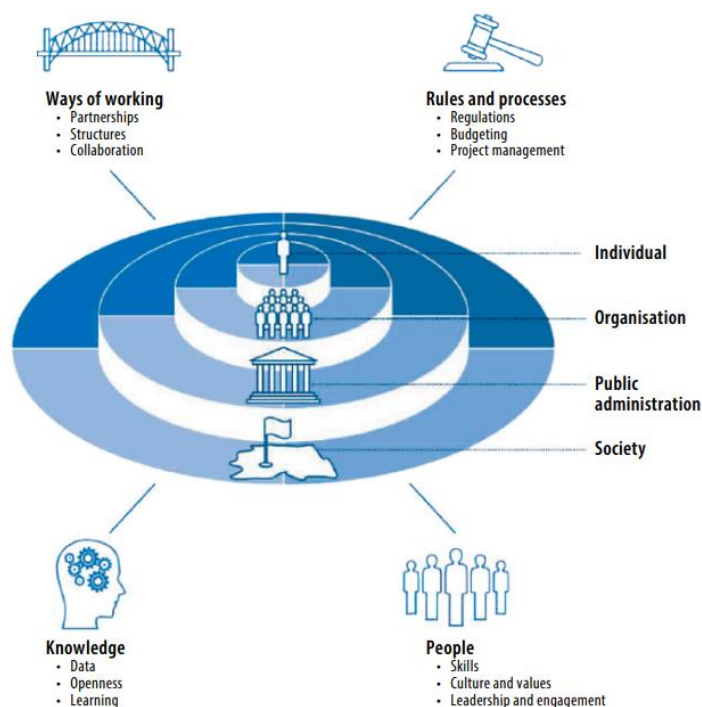 Ways of working
• Partnerships
• Structures
• Collaboration
Rules and processes
• Regulations
• Budgeting
• Project management
Individual
Organisation
Public
administration
Society
Knowledge
• Data
• Openness
• Learning
People
• Skills
• Culture and values
• Leadership and engagement